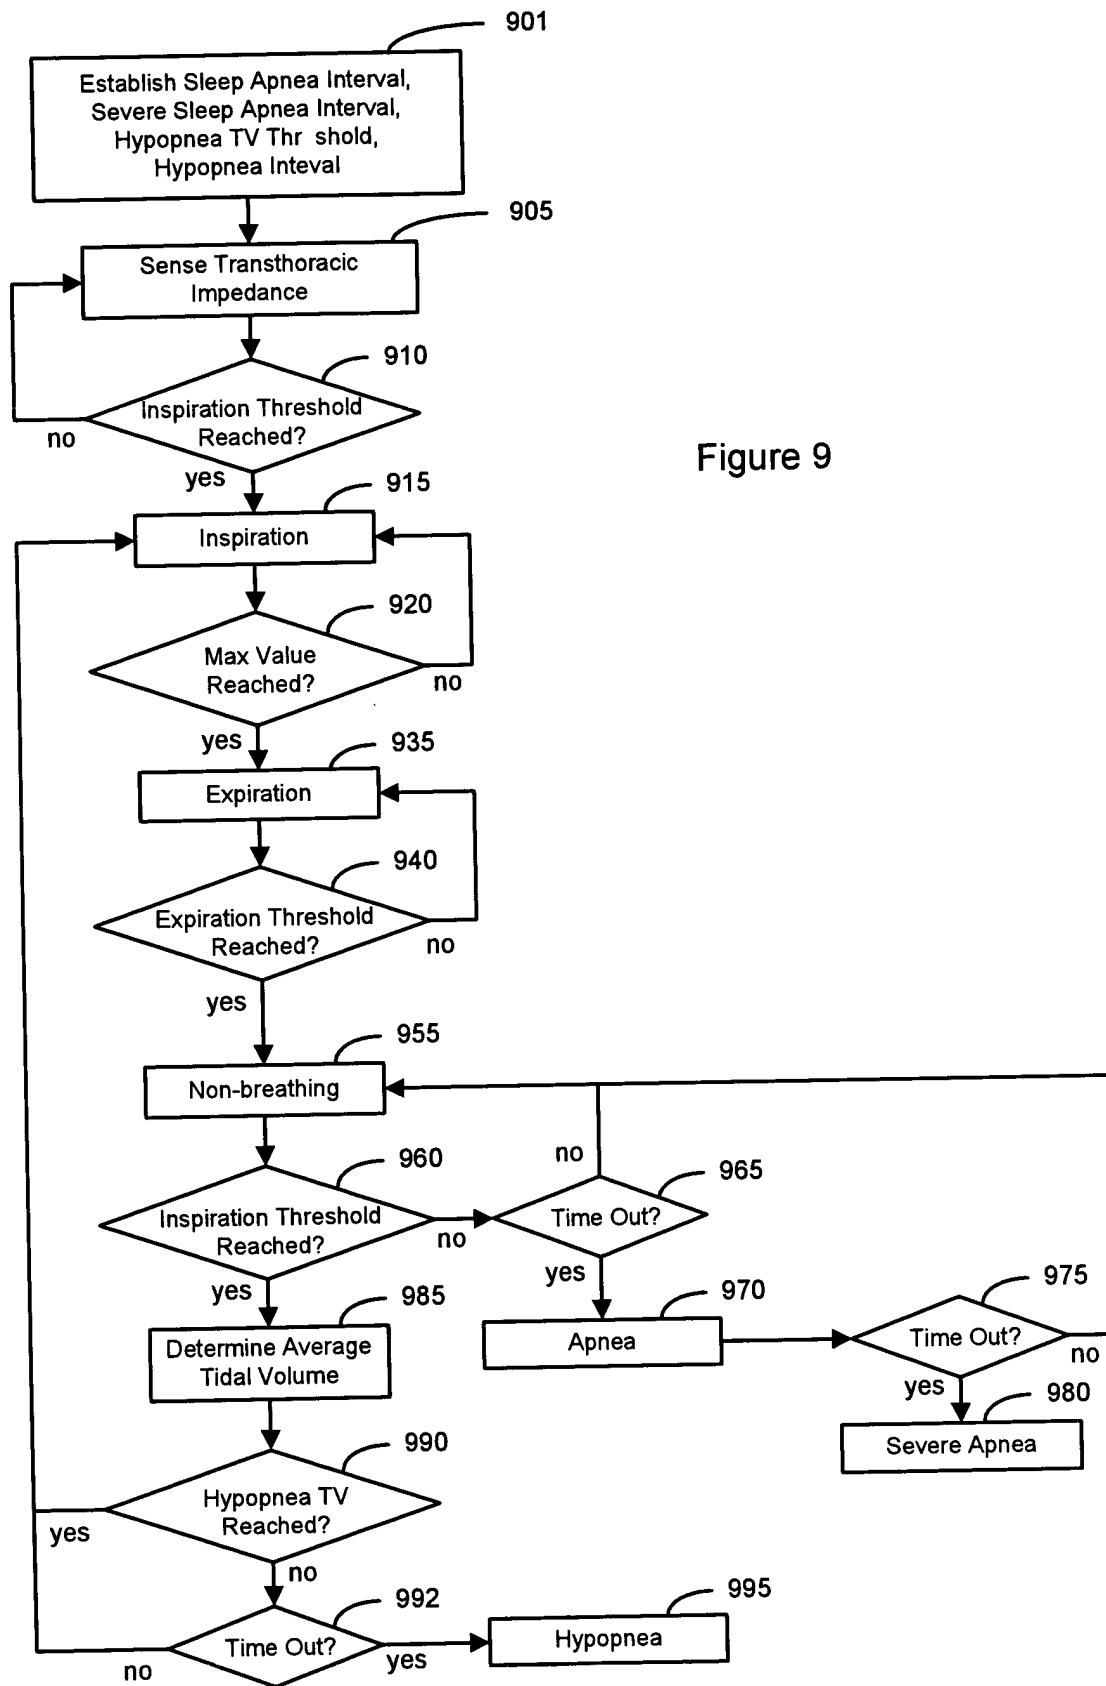 901
Establish Sleep Apnea Interval,
Severe Sleep Apnea Interval,
Hypopnea TV Thr shold,
Hypopnea Inteval
905
Sense Transthoracic
Impedance
910
Inspiration Threshold
Reached?
no
yes
Figure 9
915
Inspiration
920
Max Value
Reached?
no
yes
935
Expiration
940
Expiration Threshold
Reached?
no
yes
955
Non-breathing
960
Inspiration Threshold
Reached?
no
yes
965
Time Out?
no
yes
970
Apnea
975
Time Out?
no
yes
980
Severe Apnea
985
Determine Average
Tidal Volume
990
Hypopnea TV
Reached?
yes
no
992
Time Out?
no
yes
995
Hypopnea